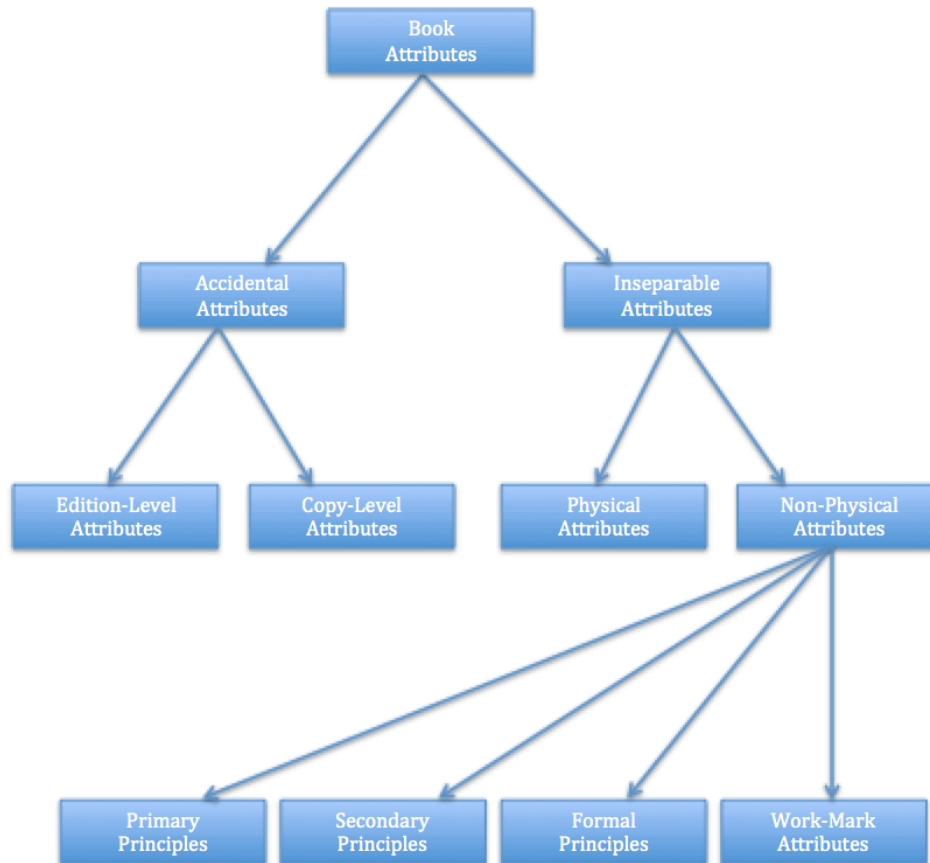 Book
Attributes
Accidental
Attributes
Inseparable
Attributes
Edition-Level
Attributes
Copy-Level
Attributes
Physical
Attributes
Non-Physical
Attributes
Primary
Principles
Secondary
Principles
Formal
Principles
Work-Mark
Attributes